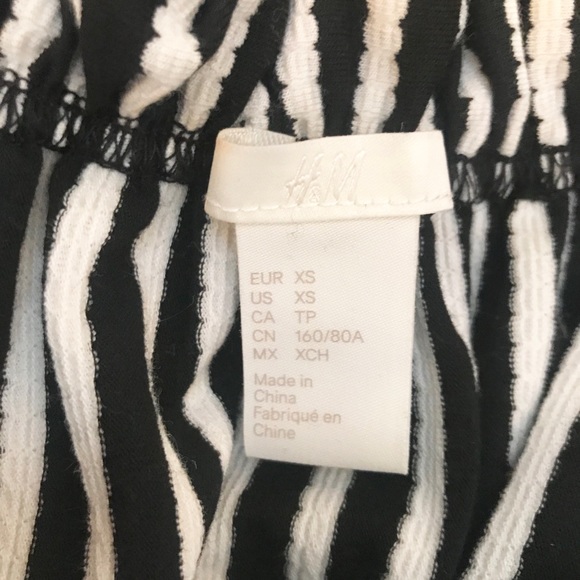 H&M
EUR XS
US XS
CA TP
CN 160/80A
MX XCH
Made in
China
Fabriqué en
Chine